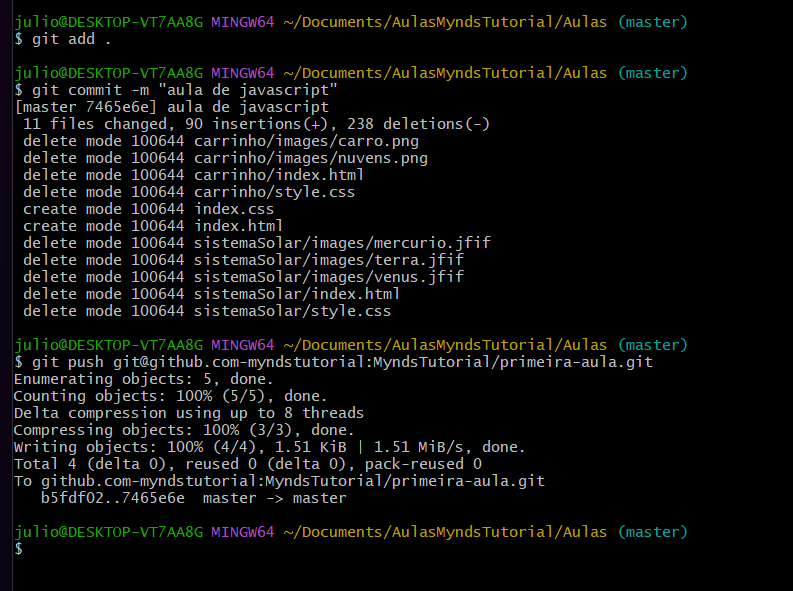 julio@DESKTOP-VT7AA8G MINGW64 ~/Documents/AulasMyndsTutorial/Aulas (master)
$ git add .
julio@DESKTOP-VT7AA8G MINGW64 ~/Documents/AulasMyndsTutorial/Aulas (master)
$ git commit -m "aula de javascript"
[master 7465e6e] aula de javascript
 11 files changed, 90 insertions(+), 238 deletions(-)
 delete mode 100644 carrinho/images/carro.png
 delete mode 100644 carrinho/images/nuvens.png
 delete mode 100644 carrinho/index.html
 delete mode 100644 carrinho/style.css
 create mode 100644 index.css
 create mode 100644 index.html
 delete mode 100644 sistemaSolar/images/mercurio.jfif
 delete mode 100644 sistemaSolar/images/terra.jfif
 delete mode 100644 sistemaSolar/images/venus.jfif
 delete mode 100644 sistemaSolar/index.html
 delete mode 100644 sistemaSolar/style.css
julio@DESKTOP-VT7AA8G MINGW64 ~/Documents/AulasMyndsTutorial/Aulas (master)
$ git push git@github.com-myndstutorial:MyndsTutorial/primeira-aula.git
Enumerating objects: 5, done.
Counting objects: 100% (5/5), done.
Delta compression using up to 8 threads
Compressing objects: 100% (3/3), done.
Writing objects: 100% (4/4), 1.51 KiB | 1.51 MiB/s, done.
Total 4 (delta 0), reused 0 (delta 0), pack-reused 0
To github.com-myndstutorial:MyndsTutorial/primeira-aula.git
   b5fdf02..7465e6e  master -> master
julio@DESKTOP-VT7AA8G MINGW64 ~/Documents/AulasMyndsTutorial/Aulas (master)
$